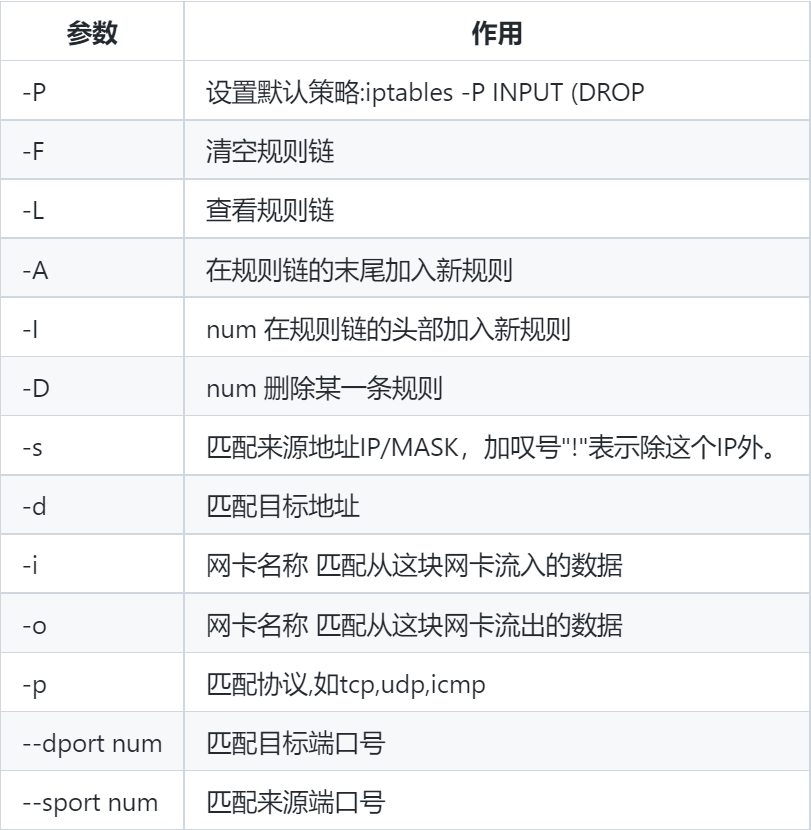 参数 作用
-P 设置默认策略:iptables -P INPUT (DROP
-F 清空规则链
-L 查看规则链
-A 在规则链的末尾加入新规则
-I num 在规则链的头部加入新规则
-D num 删除某一条规则
-s 匹配来源地址IP/MASK，加叹号"!"表示除这个IP外。
-d 匹配目标地址
-i 网卡名称 匹配从这块网卡流入的数据
-o 网卡名称 匹配从这块网卡流出的数据
-p 匹配协议,如tcp,udp,icmp
--dport num 匹配目标端口号
--sport num 匹配来源端口号